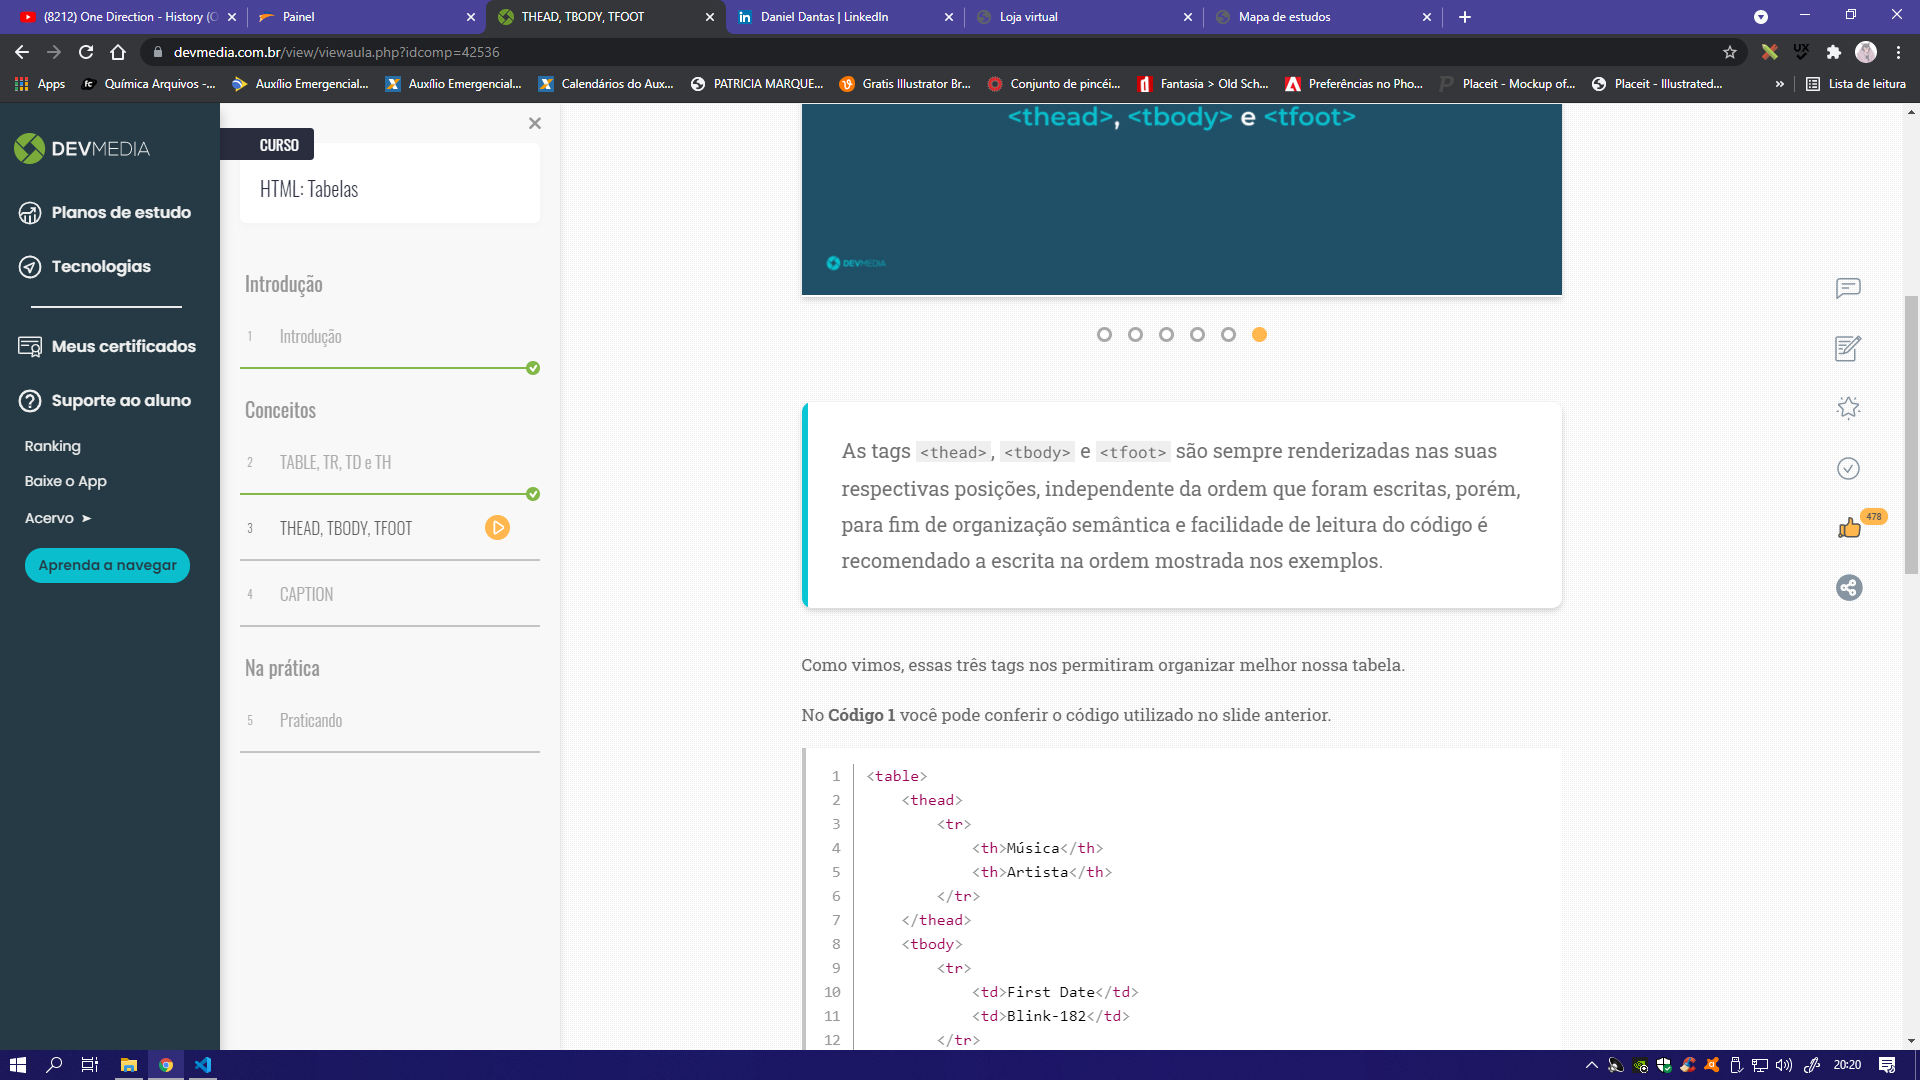 (8212) One Direction - History (O
Painel
THEAD, TBODY, TFOOT
Daniel Dantas | LinkedIn
Loja virtual
Mapa de estudos
devmedia.com.br/view/viewaula.php?idcomp=42536
Apps
Química Arquivos -...
Auxílio Emergencial...
Auxílio Emergencial...
Calendários do Aux...
PATRICIA MARQUE...
Gratis Illustrator Br...
Conjunto de pincéi...
Fantasia > Old Sch...
Preferências no Pho...
Placeit - Mockup of...
Placeit - Illustrated...
»
Lista de leitura
DEVMEDIA
Planos de estudo
Tecnologias
Meus certificados
Suporte ao aluno
Ranking
Baixe o App
Acervo ➤
Aprenda a navegar
CURSO
HTML: Tabelas
Introdução
1 Introdução
Conceitos
2 TABLE, TR, TD e TH
3 THEAD, TBODY, TFOOT
4 CAPTION
Na prática
5 Praticando
<thead>, <tbody> e <tfoot>
DEVMEDIA
As tags <thead>, <tbody> e <tfoot> são sempre renderizadas nas suas
respectivas posições, independente da ordem que foram escritas, porém,
para fim de organização semântica e facilidade de leitura do código é
recomendado a escrita na ordem mostrada nos exemplos.
Como vimos, essas três tags nos permitiram organizar melhor nossa tabela.
No Código 1 você pode conferir o código utilizado no slide anterior.
1 <table>
2 <thead>
3 <tr>
4 <th>Música</th>
5 <th>Artista</th>
6 </tr>
7 </thead>
8 <tbody>
9 <tr>
10 <td>First Date</td>
11 <td>Blink-182</td>
12 </tr>
478
20:20